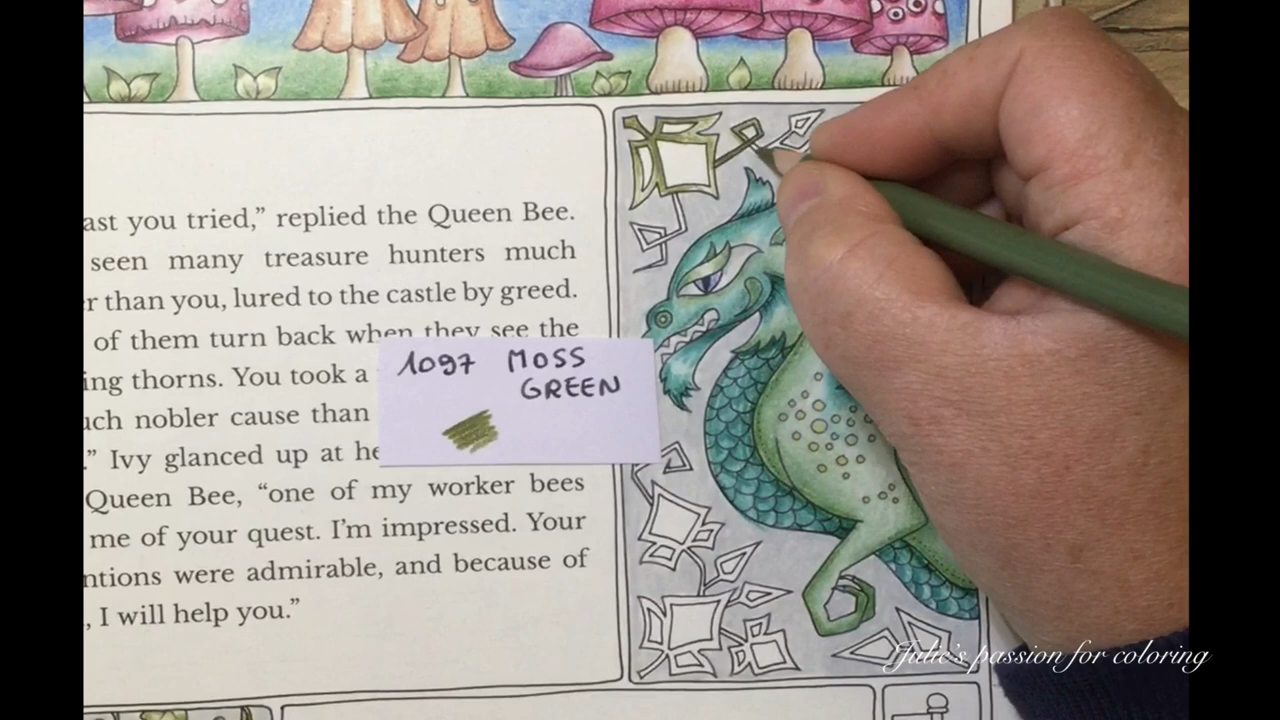 ast you tried,” replied the Queen Bee.
seen many treasure hunters much
r than you, lured to the castle by greed.
of them turn back when they see the
ing thorns. You took a
1097 MOSS
GREEN
uch nobler cause than
.” Ivy glanced up at he
Queen Bee, “one of my worker bees
me of your quest. I’m impressed. Your
ntions were admirable, and because of
, I will help you.”
Julie's passion for coloring